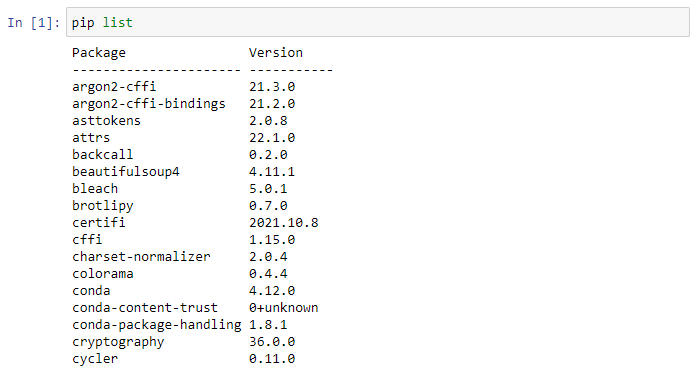 In [1]: pip list
Package Version
---------------------- -----------
argon2-cffi 21.3.0
argon2-cffi-bindings 21.2.0
asttokens 2.0.8
attrs 22.1.0
backcall 0.2.0
beautifulsoup4 4.11.1
bleach 5.0.1
brotlipy 0.7.0
certifi 2021.10.8
cffi 1.15.0
charset-normalizer 2.0.4
colorama 0.4.4
conda 4.12.0
conda-content-trust 0+unknown
conda-package-handling 1.8.1
cryptography 36.0.0
cycler 0.11.0